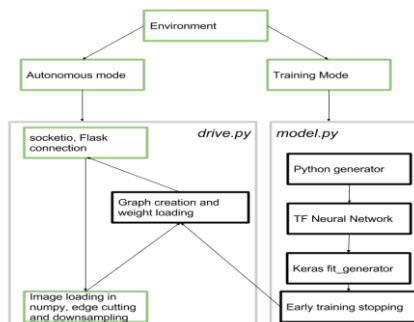 Environment
Autonomous mode
Training Mode
drive.py
model.py
socketio, Flask
connection
Python generator
Graph creation and
weight loading
TF Neural Network
Keras fit_generator
Image loading in
numpy, edge cutting
and downsampling
Early training stopping